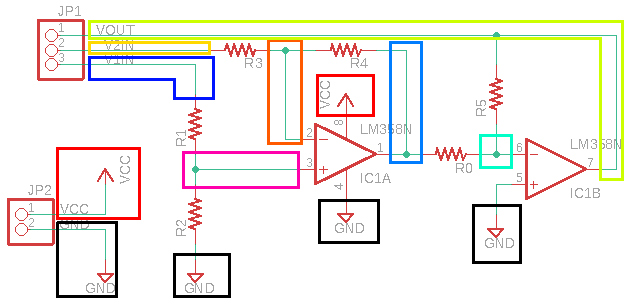 JP1
VOUT
1
V2IN
2
V1IN
3
R3
R4
VCC
8
LM358N
R5
R1
2
1
3
R0
IC1A
6
7
LM358N
5
IC1B
4
VCC
JP2
VCC
1
GND
2
R2
GND
GND
GND
GND